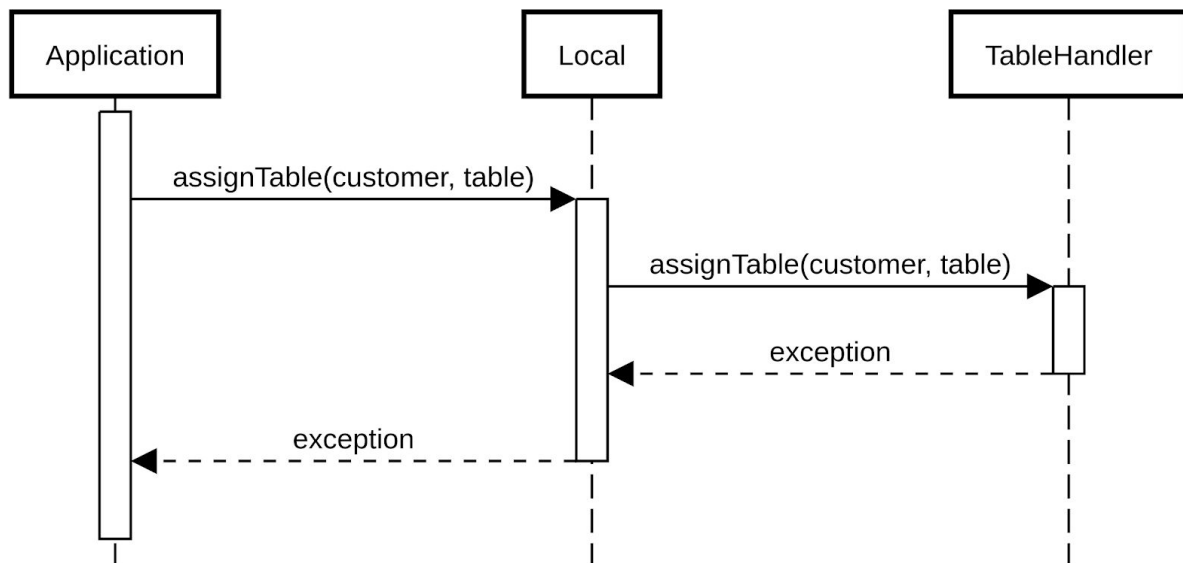 Application
Local
TableHandler
assignTable(customer, table)
assignTable(customer, table)
exception
exception